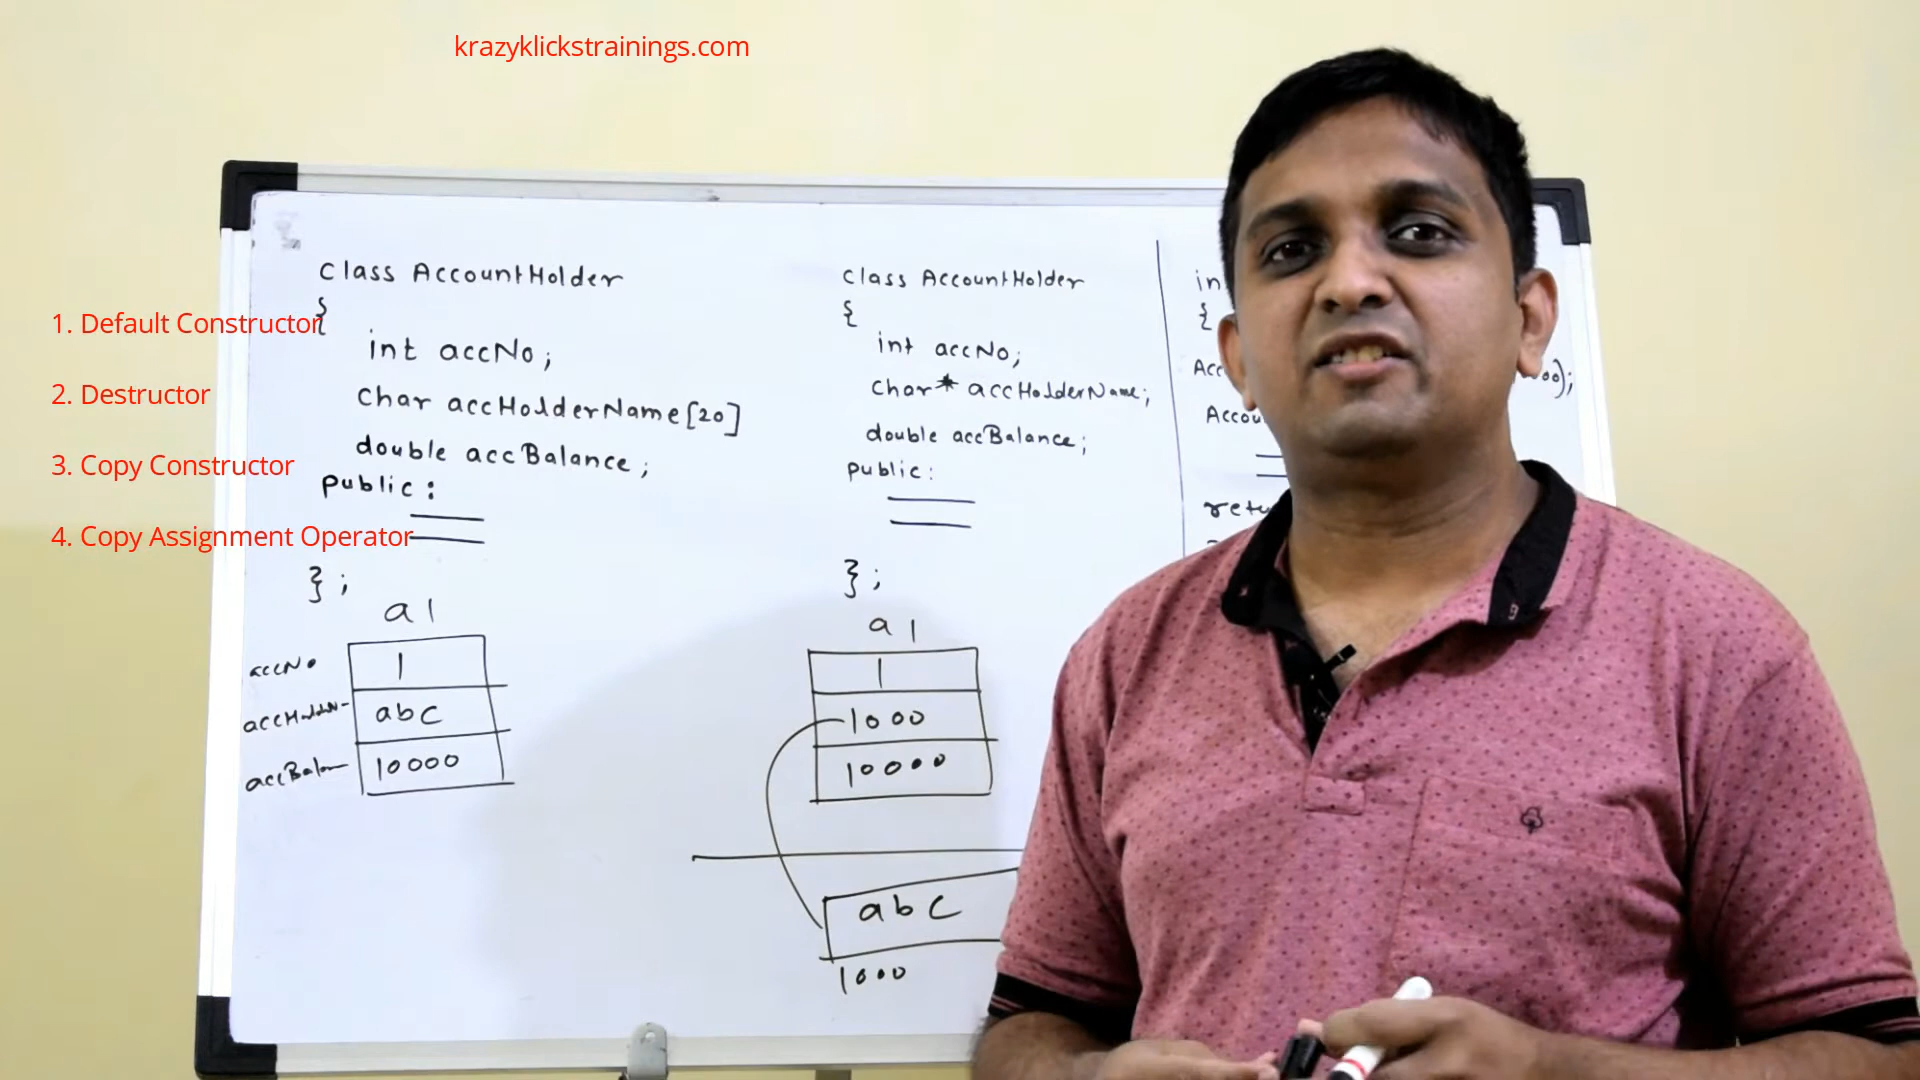 krazyklickstrainings.com
1. Default Constructor
2. Destructor
3. Copy Constructor
4. Copy Assignment Operator
class AccountHolder
{
int accNo;
char accHolderName[20]
double accBalance;
public:
};
a1
accNo 1
abc
10000
class AccountHolder
{
int accNo;
char* accHolderName;
double accBalance;
public:
};
a1
1
1000
10000
abc
1000
{